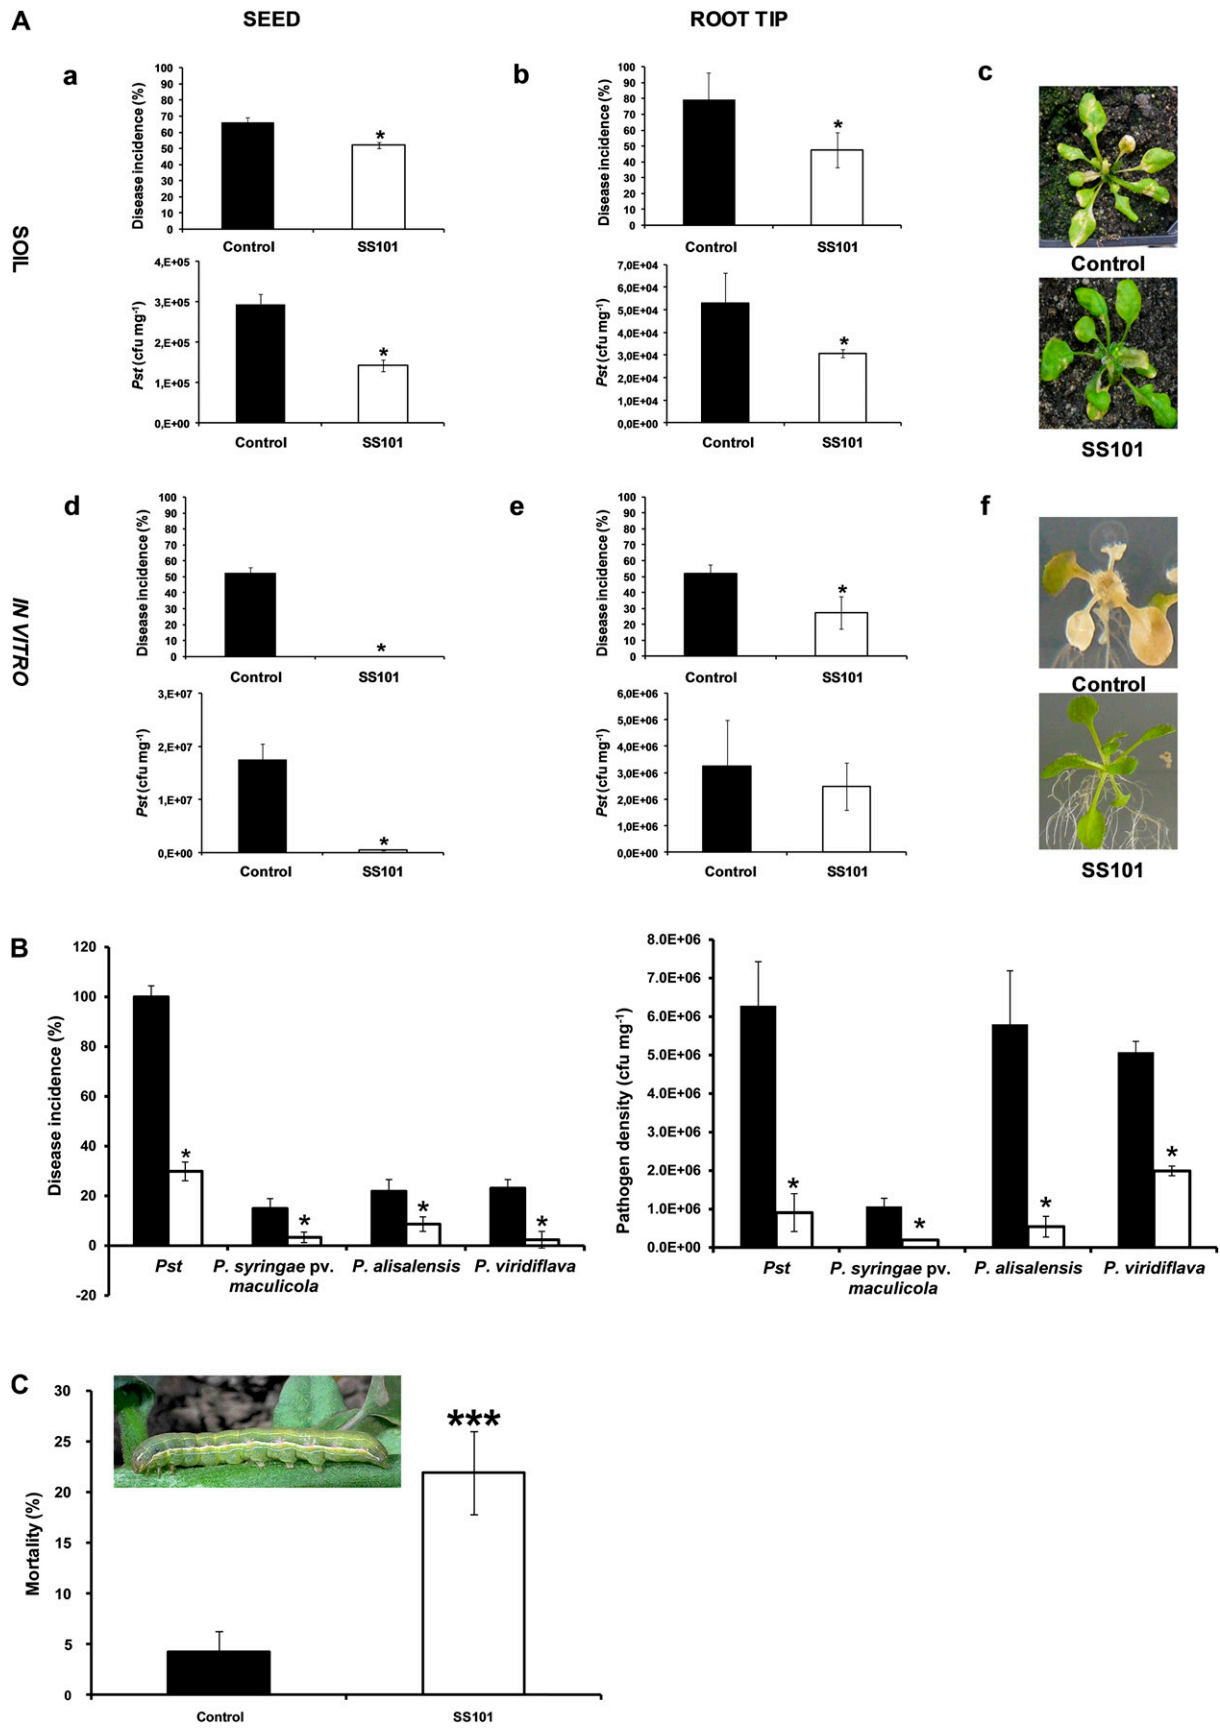 A
SEED
ROOT TIP
SOIL
a
Disease incidence (%)
100
90
80
70
60
50
40
30
20
10
0
*
Control
SS101
Pst (cfu mg-1)
4,E+05
3,E+05
2,E+05
1,E+05
0,E+00
*
Control
SS101
b
Disease incidence (%)
100
90
80
70
60
50
40
30
20
10
0
*
Control
SS101
Pst (cfu mg-1)
7,0E+04
6,0E+04
5,0E+04
4,0E+04
3,0E+04
2,0E+04
1,0E+04
0,0E+00
*
Control
SS101
c
Control
SS101
IN VITRO
d
Disease incidence (%)
100
90
80
70
60
50
40
30
20
10
0
*
Control
SS101
Pst (cfu mg-1)
3,E+07
2,E+07
1,E+07
0,E+00
*
Control
SS101
e
Disease incidence (%)
100
90
80
70
60
50
40
30
20
10
0
*
Control
SS101
Pst (cfu mg-1)
6,0E+06
5,0E+06
4,0E+06
3,0E+06
2,0E+06
1,0E+06
0,0E+00
Control
SS101
f
Control
SS101
B
Disease incidence (%)
120
100
80
60
40
20
0
-20
*
*
*
*
Pst
P. syringae pv.
maculicola
P. alisalensis
P. viridiflava
Pathogen density (cfu mg-1)
8.0E+06
7.0E+06
6.0E+06
5.0E+06
4.0E+06
3.0E+06
2.0E+06
1.0E+06
0.0E+00
*
*
*
*
Pst
P. syringae pv.
maculicola
P. alisalensis
P. viridiflava
C
Mortality (%)
30
25
20
15
10
5
0
***
Control
SS101